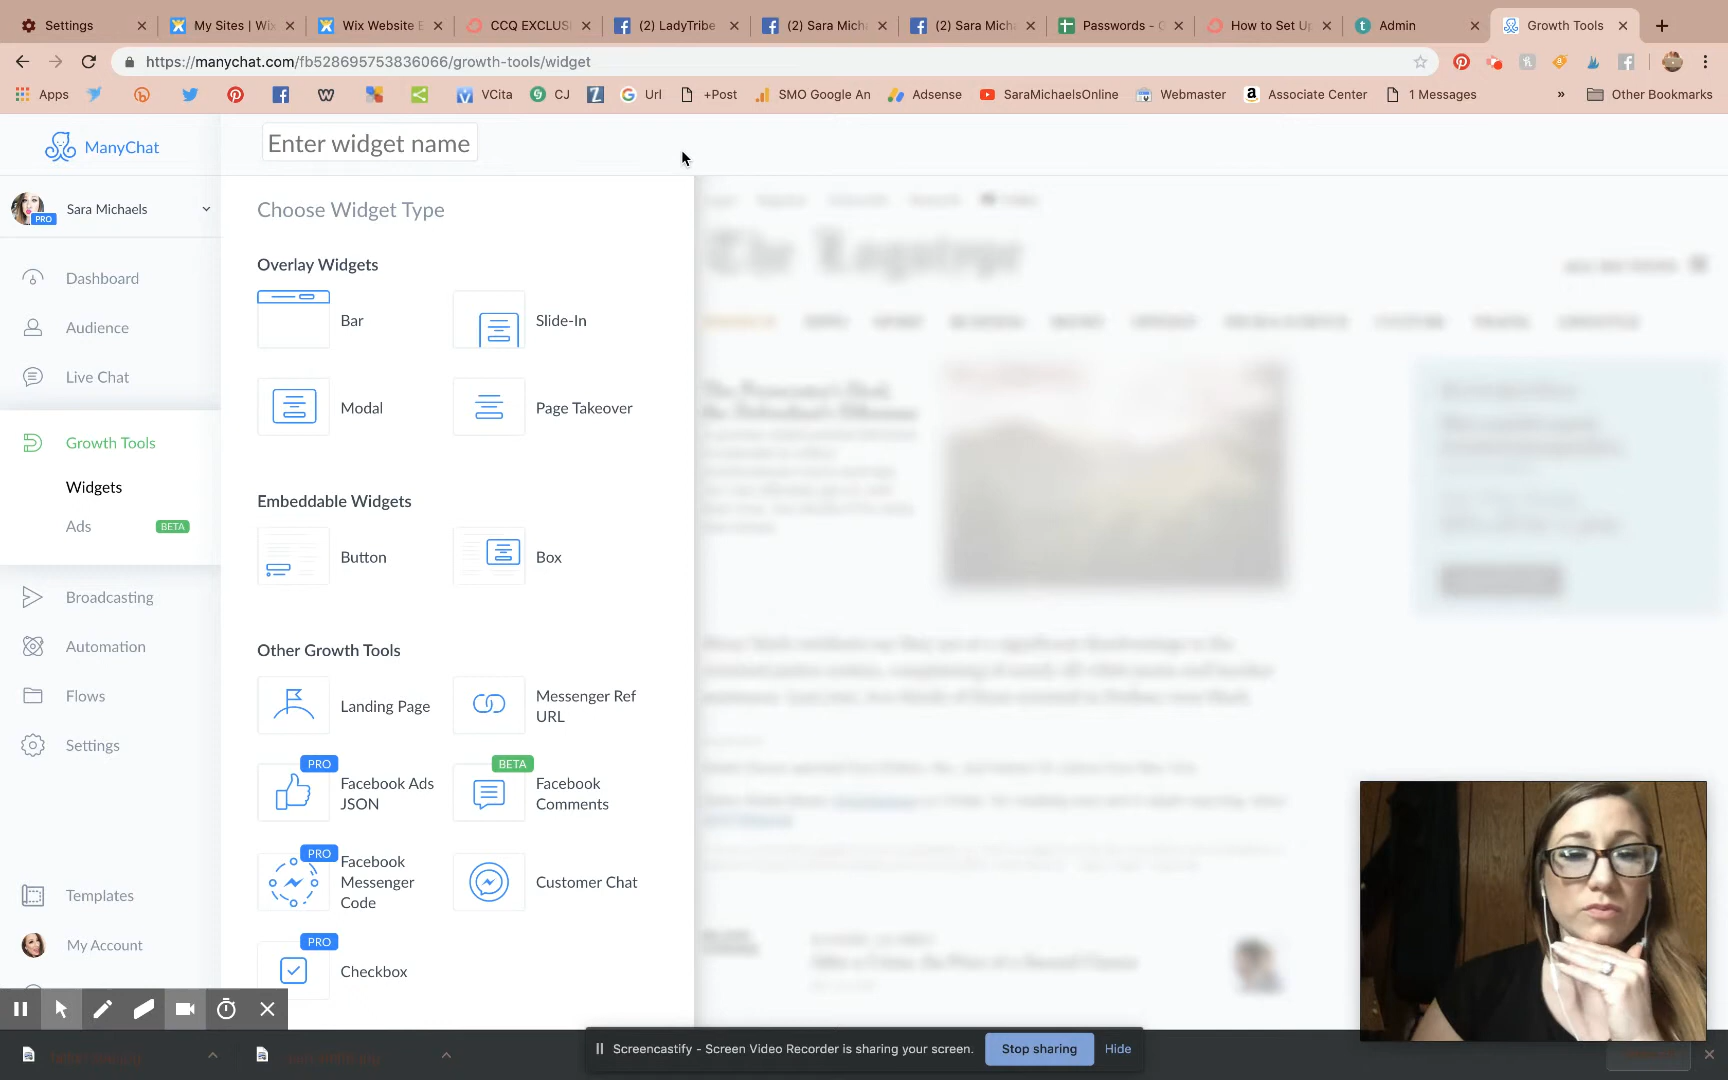 Settings
My Sites | Wix
Wix Website E
CCQ EXCLUS
(2) LadyTribe
(2) Sara Mich
(2) Sara Mich
Passwords - G
How to Set U
Admin
Growth Tools
https://manychat.com/fb528695753836066/growth-tools/widget
Apps
VCita
CJ
Url
+Post
SMO Google An
Adsense
SaraMichaelsOnline
Webmaster
Associate Center
1 Messages
»
Other Bookmarks
ManyChat
Enter widget name
PRO
Sara Michaels
Choose Widget Type
Dashboard
Audience
Live Chat
Growth Tools
Widgets
Ads
BETA
Broadcasting
Automation
Flows
Settings
Templates
My Account
Overlay Widgets
Bar
Slide-In
Modal
Page Takeover
Embeddable Widgets
Button
Box
Other Growth Tools
Landing Page
Messenger Ref
URL
PRO
Facebook Ads
JSON
BETA
Facebook
Comments
PRO
Facebook
Messenger
Code
Customer Chat
PRO
Checkbox
The Logotype
Screencastify - Screen Video Recorder is sharing your screen.
Stop sharing
Hide